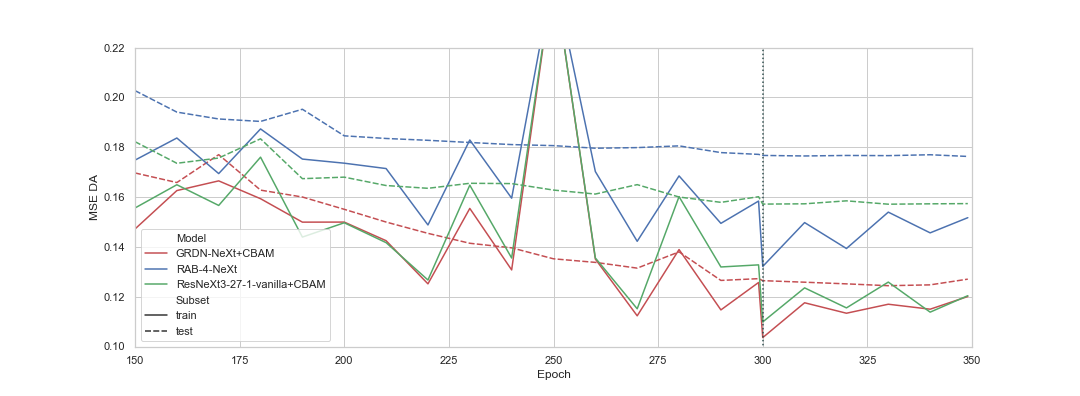 0.22
0.20
0.18
0.16
0.14
0.12
0.10
MSE DA
Model
GRDN-NeXt+CBAM
RAB-4-NeXt
ResNeXt3-27-1-vanilla+CBAM
Subset
train
test
150 175 200 225 250 275 300 325 350
Epoch